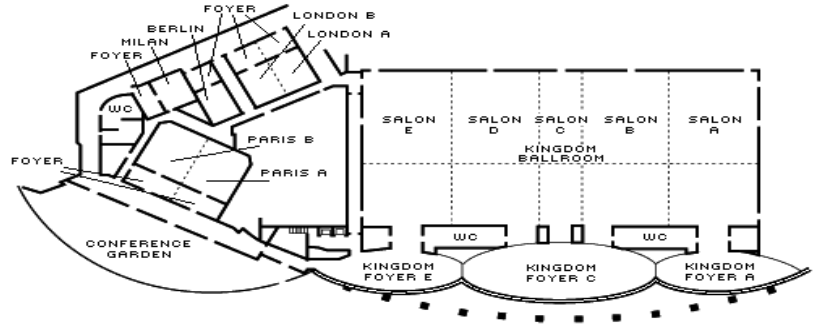 FOYER
LONDON B
BERLIN
LONDON A
MILAN
FOYER
WC
SALON
E
SALON
D
SALON
C
SALON
B
SALON
A
PARIS B
KINGDOM
BALLROOM
FOYER
PARIS A
WC
WC
CONFERENCE
GARDEN
KINGDOM
FOYER E
KINGDOM
FOYER C
KINGDOM
FOYER A